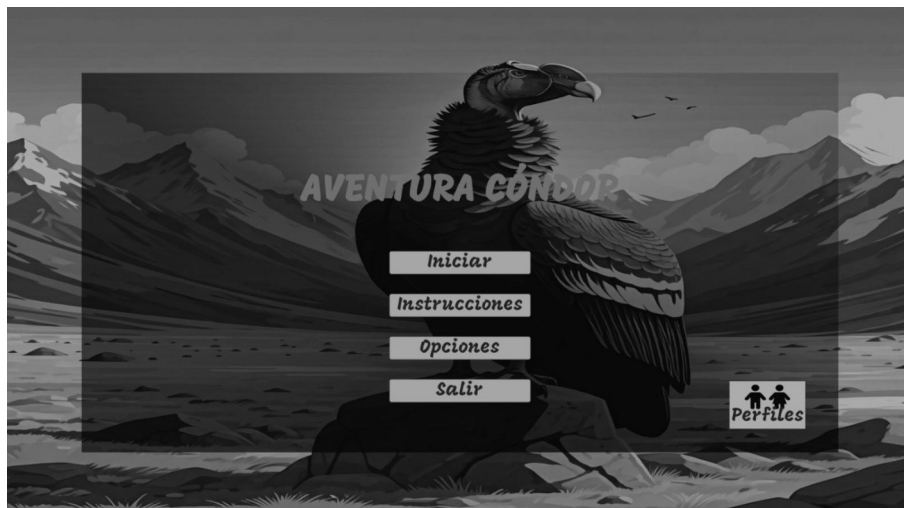 AVENTURA CÓNDOR
Iniciar
Instrucciones
Opciones
Salir
Perfiles